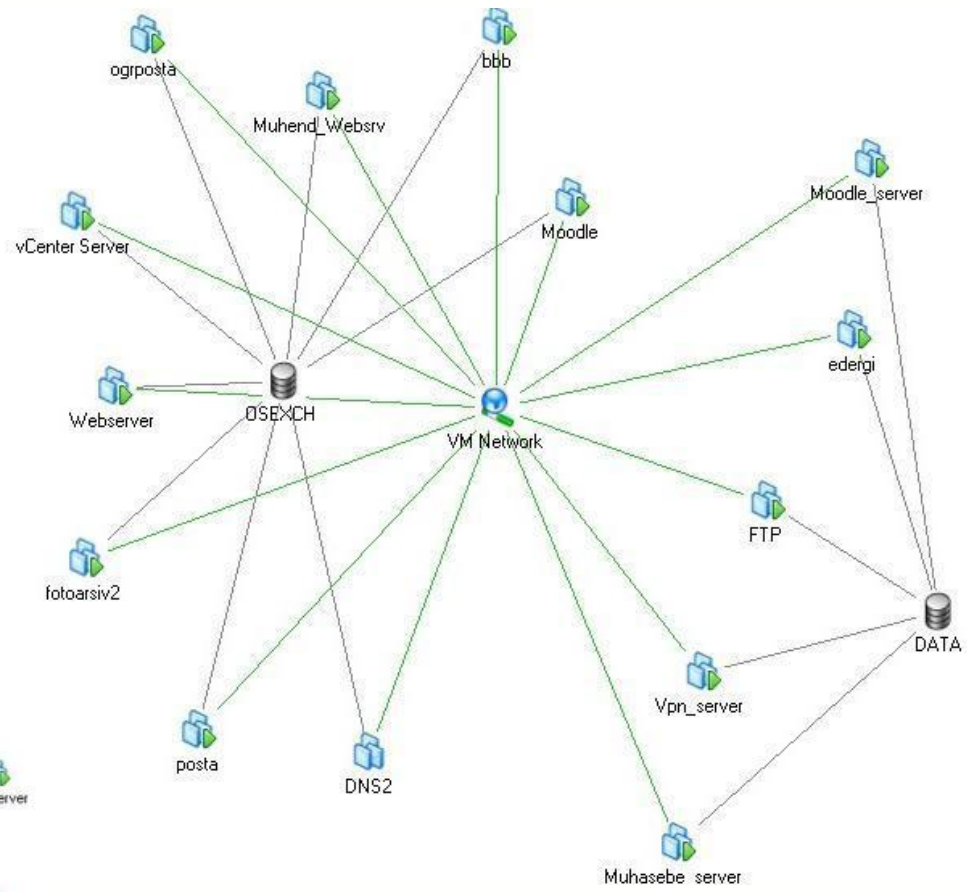 ogrposta
bbb
Muhend_Websrv
Moodle_server
vCenter Server
Moodle
edergi
Webserver
OSEXCH
VM Network
FTP
fotoarsiv2
DATA
Vpn_server
posta
DNS2
erver
Muhasebe_server